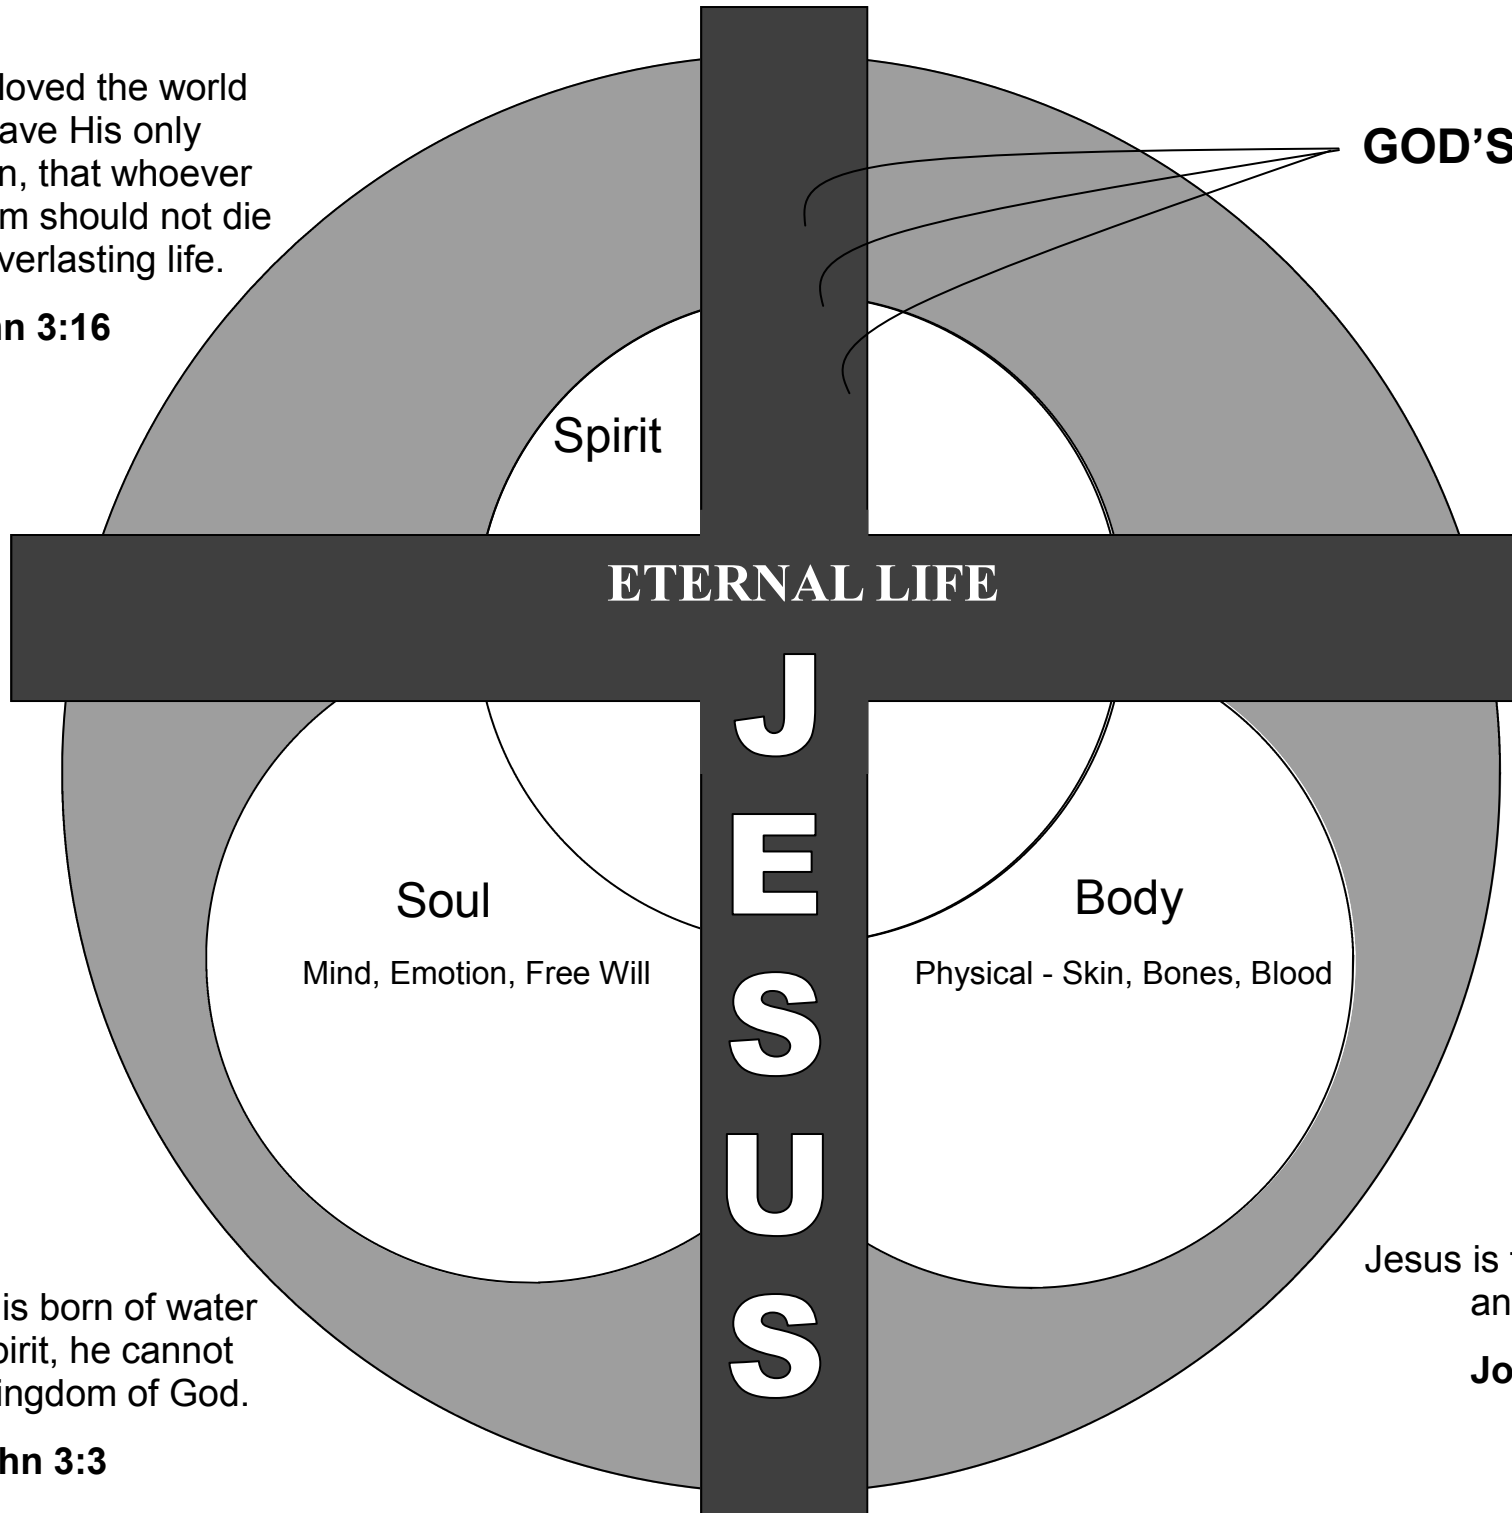 loved the world
ave His only
n, that whoever
m should not die
verlasting life.
n 3:16
GOD'S
Spirit
ETERNAL LIFE
JESUS
Soul
Mind, Emotion, Free Will
Body
Physical - Skin, Bones, Blood
is born of water
pirit, he cannot
ingdom of God.
hn 3:3
Jesus is
an
Jo